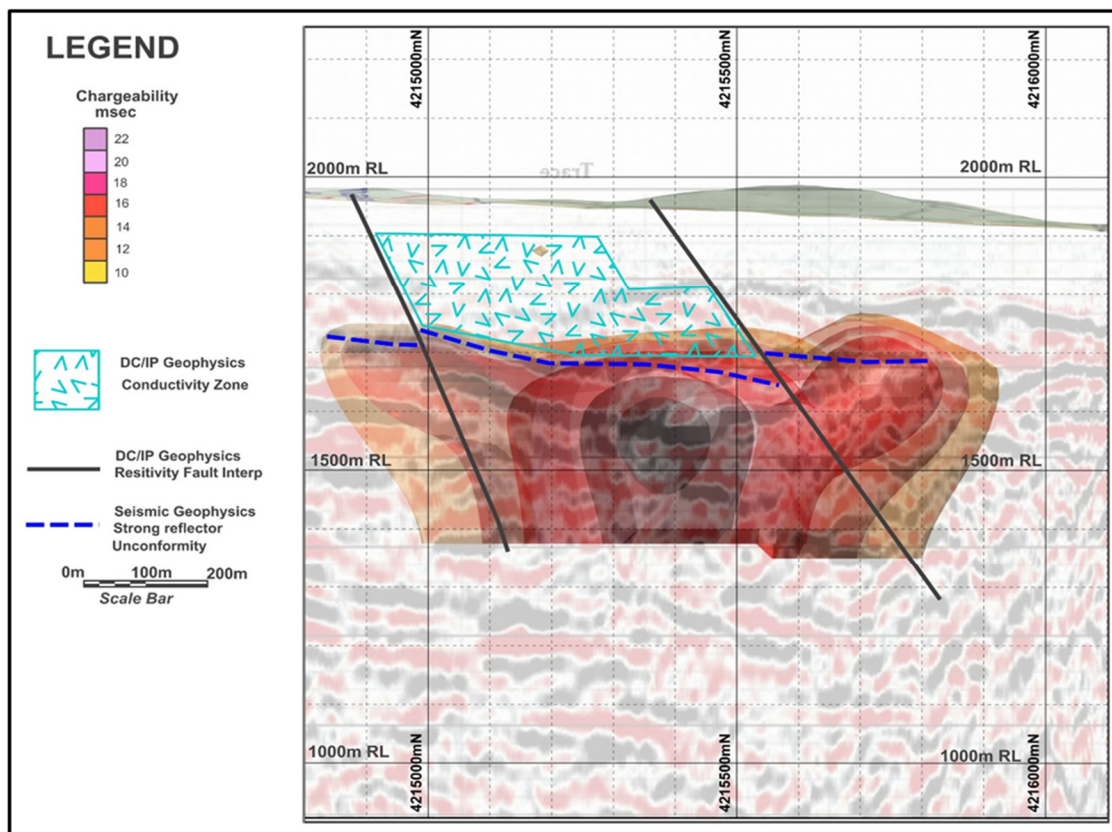 LEGEND
Chargeability
msec
22
20
18
16
14
12
10
DC/IP Geophysics
Conductivity Zone
DC/IP Geophysics
Resitivity Fault Interp
Seismic Geophysics
Strong reflector
Unconformity
0m 100m 200m
Scale Bar
4215000mN 4215500mN 4216000mN
2000m RL 2000m RL
Trace
1500m RL 1500m RL
1000m RL 1000m RL
4215000mN 4215500mN 4216000mN